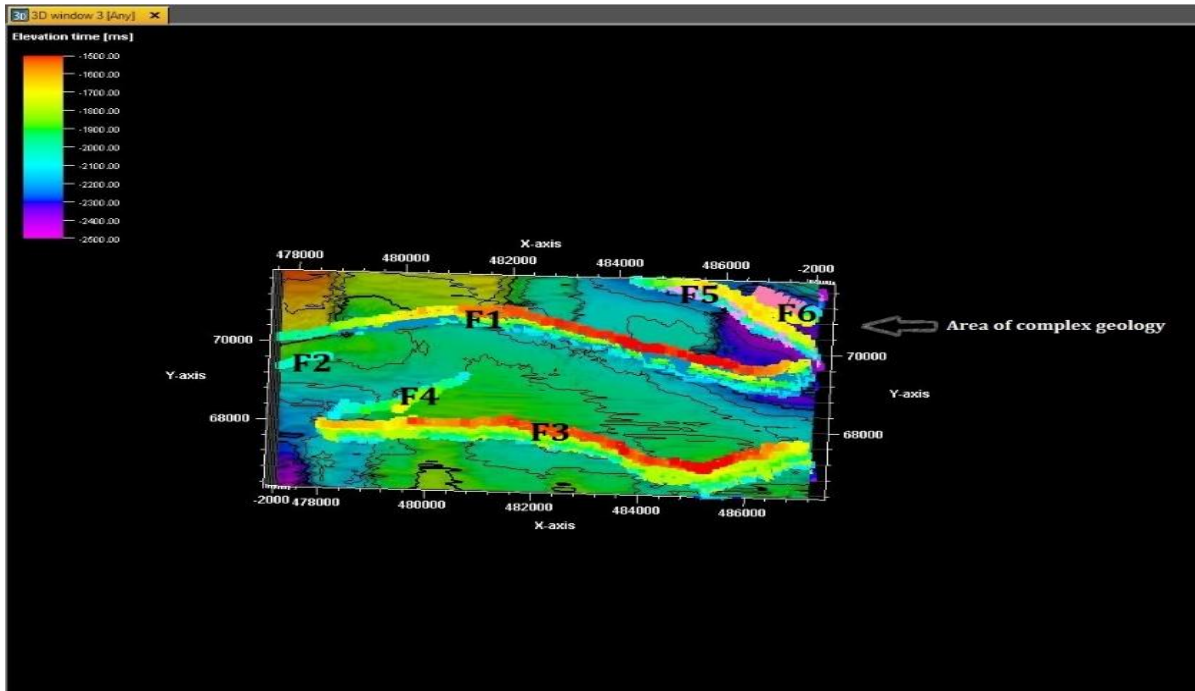 3D 3D window 3 [Any] ×
Elevation time [ms]
-1500.00
-1600.00
-1700.00
-1800.00
-1900.00
-2000.00
-2100.00
-2200.00
-2300.00
-2400.00
-2500.00
X-axis
478000 480000 482000 484000 486000 -2000
F5
F6
F1
Area of complex geology
70000 70000
F2
Y-axis Y-axis
F4
68000 F3 68000
-2000 478000 480000 482000 484000 486000
X-axis